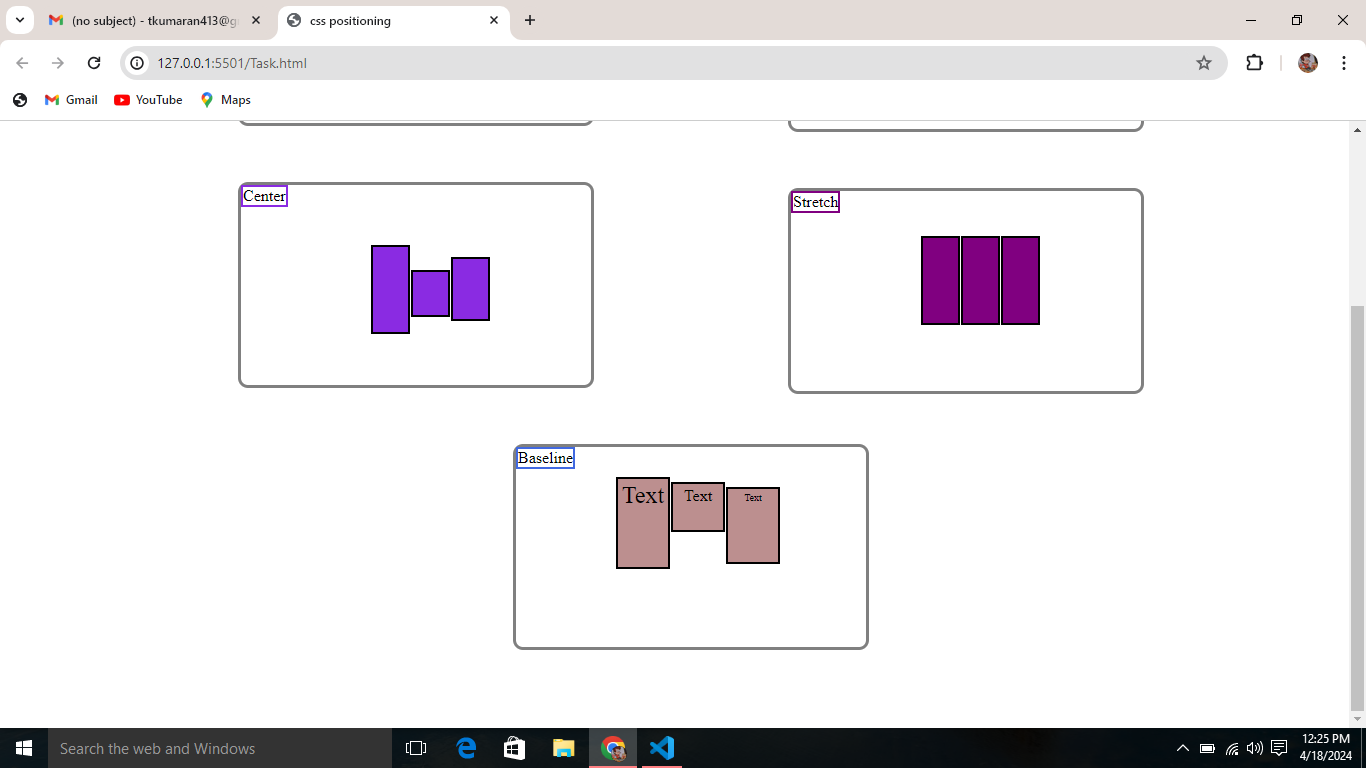 (no subject) - tkumaran413@g
css positioning
127.0.0.1:5501/Task.html
Gmail
YouTube
Maps
Center
Stretch
Baseline
Text
Text
Text
Search the web and Windows
12:25 PM
4/18/2024